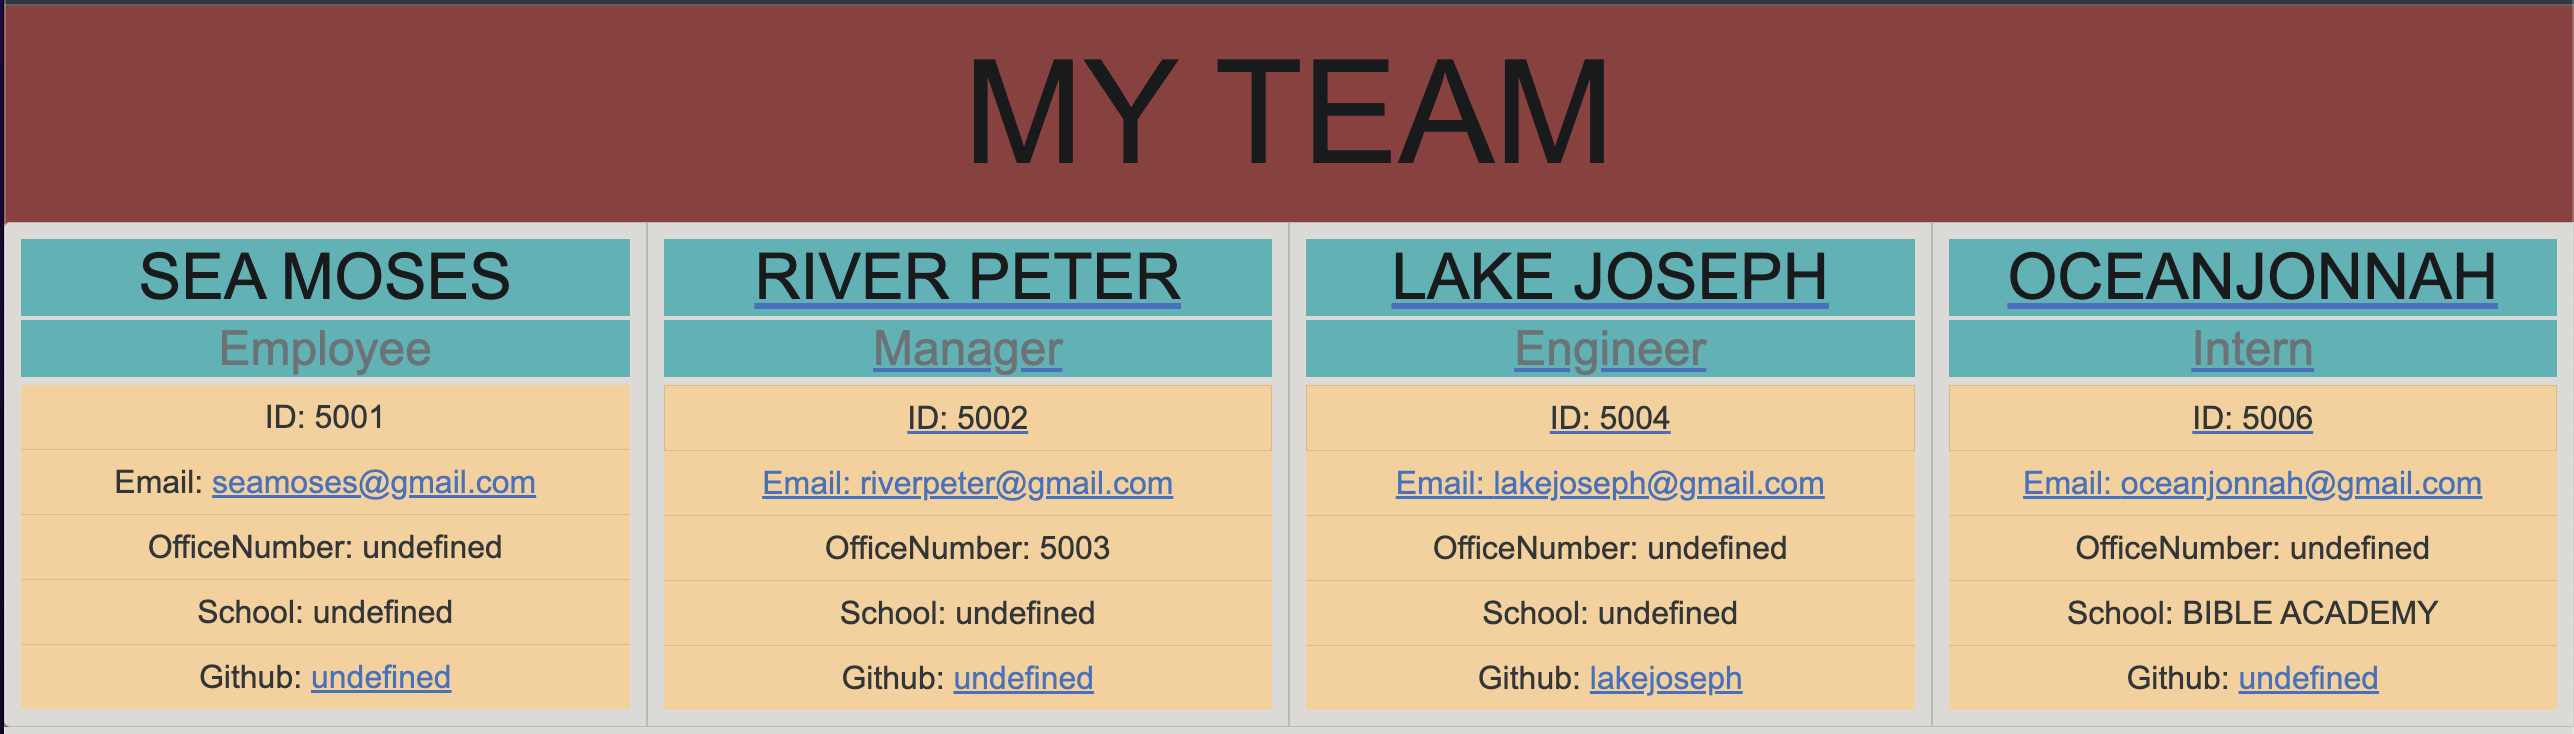 MY TEAM
SEA MOSES
Employee
ID: 5001
Email: seamoses@gmail.com
OfficeNumber: undefined
School: undefined
Github: undefined
RIVER PETER
Manager
ID: 5002
Email: riverpeter@gmail.com
OfficeNumber: 5003
School: undefined
Github: undefined
LAKE JOSEPH
Engineer
ID: 5004
Email: lakejoseph@gmail.com
OfficeNumber: undefined
School: undefined
Github: lakejoseph
OCEANJONNAH
Intern
ID: 5006
Email: oceanjonnah@gmail.com
OfficeNumber: undefined
School: BIBLE ACADEMY
Github: undefined